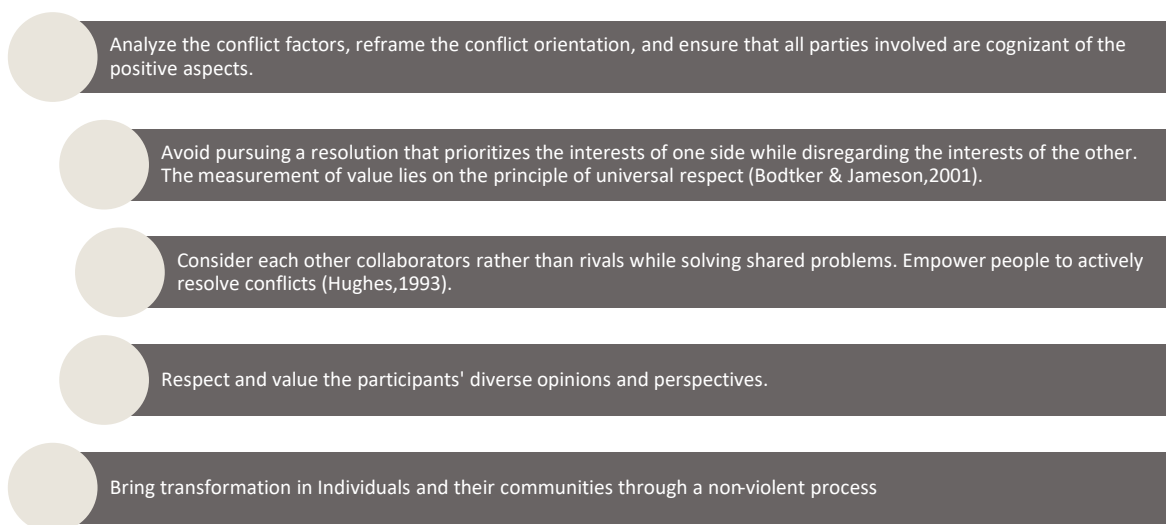 Analyze the conflict factors, reframe the conflict orientation, and ensure that all parties involved are cognizant of the
positive aspects.
Avoid pursuing a resolution that prioritizes the interests of one side while disregarding the interests of the other.
The measurement of value lies on the principle of universal respect (Bodtker & Jameson,2001).
Consider each other collaborators rather than rivals while solving shared problems. Empower people to actively
resolve conflicts (Hughes,1993).
Respect and value the participants' diverse opinions and perspectives.
Bring transformation in Individuals and their communities through a non-violent process